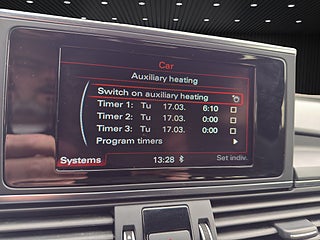 Car
Auxiliary heating
Switch on auxiliary heating
Timer 1: Tu 17.03. 6:10
Timer 2: Tu 17.03. 0:00
Timer 3: Tu 17.03. 0:00
Program timers
Systems 13:28 Set indiv.